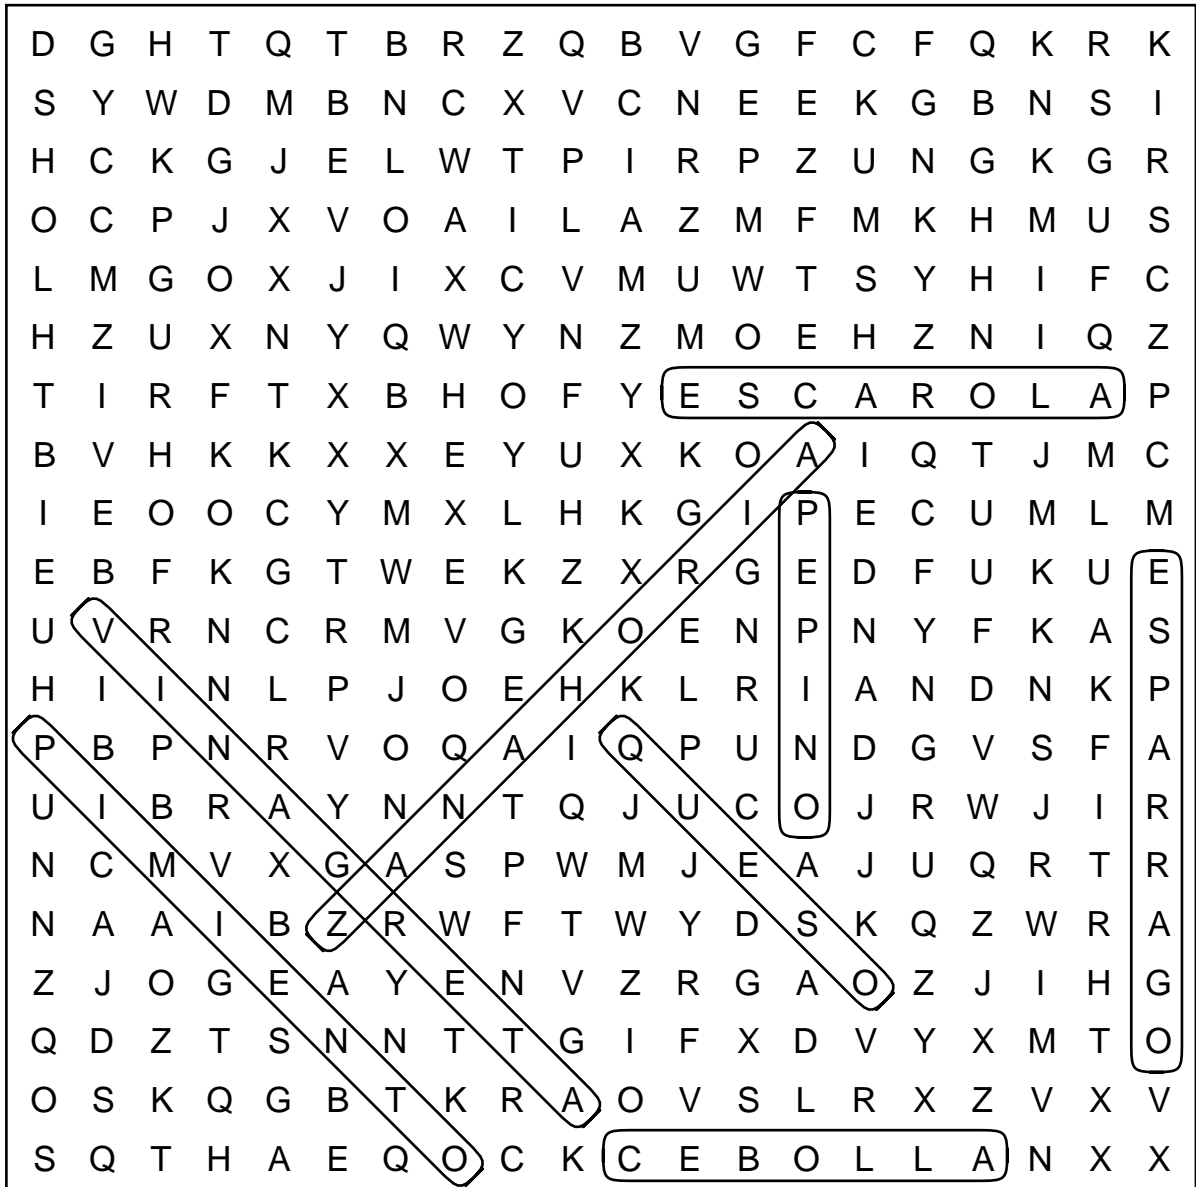 D G H T Q T B R Z Q B V G F C F Q K R K
S Y W D M B N C X V C N E E K G B N S I
H C K G J E L W T P I R P Z U N G K G R
O C P J X V O A I L A Z M F M K H M U S
L M G O X J I X C V M U W T S Y H I F C
H Z U X N Y Q W Y N Z M O E H Z N I Q Z
T I R F T X B H O F Y E S C A R O L A P
B V H K K X X E Y U X K O A I Q T J M C
I E O O C Y M X L H K G I P E C U M L M
E B F K G T W E K Z X R G E D F U K U E
U V R N C R M V G K O E N P N Y F K A S
H I I N L P J O E H K L R I A N D N K P
P B P N R V O Q A I Q P U N D G V S F A
U I B R A Y N N T Q J U C O J R W J I R
N C M V X G A S P W M J E A J U Q R T R
N A A I B Z R W F T W Y D S K Q Z W R A
Z J O G E A Y E N V Z R G A O Z J I H G
Q D Z T S N N T T G I F X D V Y X M T O
O S K Q G B T K R A O V S L R X Z V X V
S Q T H A E Q O C K C E B O L L A N X X